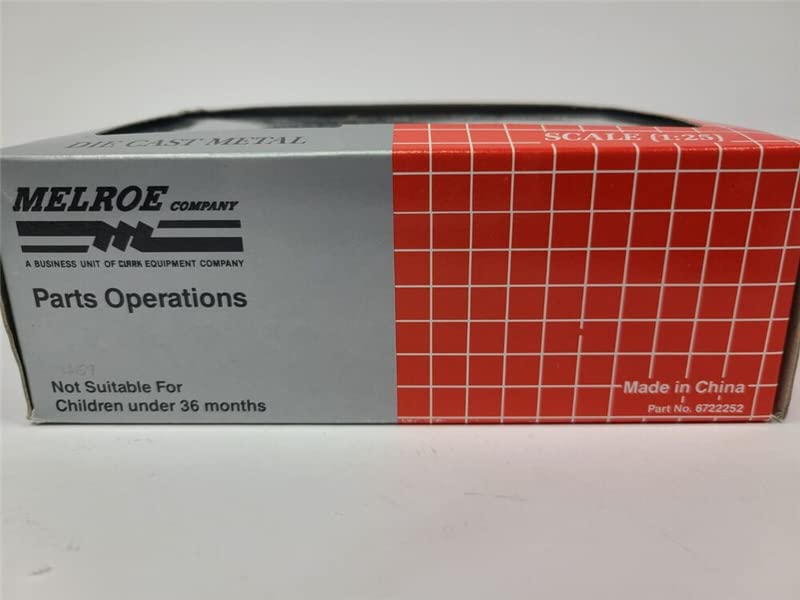 DIE CAST METAL
SCALE (1:25)
MELROE COMPANY
A BUSINESS UNIT OF CLARK EQUIPMENT COMPANY
Parts Operations
Not Suitable For
Children under 36 months
Made in China
Part No. 6722252